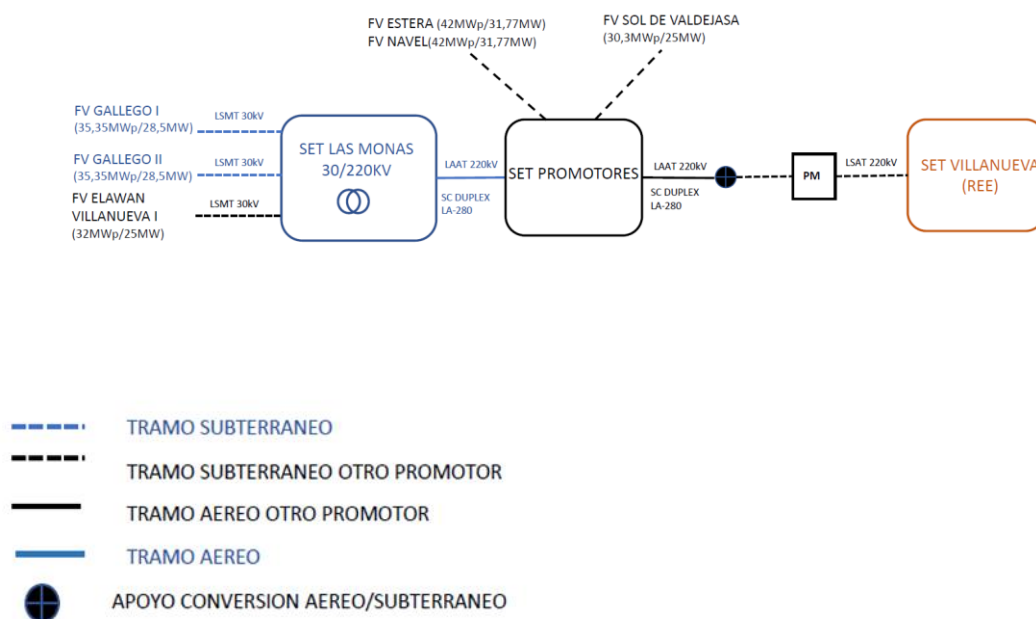 FV ESTERA (42MWp/31,77MW)
FV NAVEL(42MWp/31,77MW)
FV SOL DE VALDEJASA
(30,3MWp/25MW)
FV GALLEGO I
(35,35MWp/28,5MW)
LSMT 30kV
FV GALLEGO II
(35,35MWp/28,5MW)
LSMT 30kV
FV ELAWAN
VILLANUEVA I
(32MWp/25MW)
LSMT 30kV
SET LAS MONAS
30/220KV
LAAT 220kV
SC DUPLEX
LA-280
SET PROMOTORES
LAAT 220kV
SC DUPLEX
LA-280
PM
LSAT 220kV
SET VILLANUEVA
(REE)
TRAMO SUBTERRANEO
TRAMO SUBTERRANEO OTRO PROMOTOR
TRAMO AEREO OTRO PROMOTOR
TRAMO AEREO
APOYO CONVERSION AEREO/SUBTERRANEO